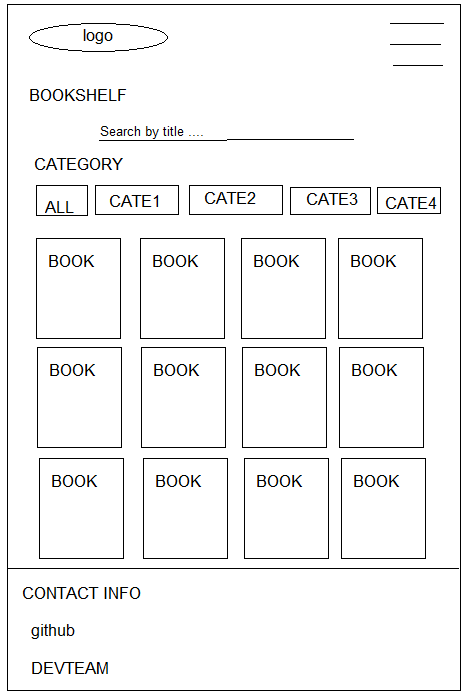 logo
BOOKSHELF
Search by title ....
CATEGORY
ALL CATE1 CATE2 CATE3 CATE4
BOOK BOOK BOOK BOOK
BOOK BOOK BOOK BOOK
BOOK BOOK BOOK BOOK
CONTACT INFO
github
DEVTEAM